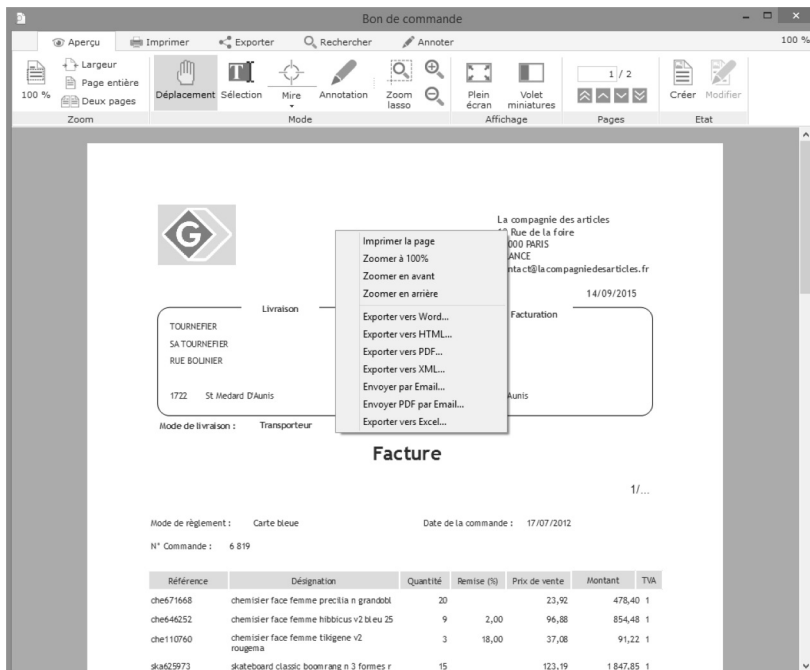 Bon de commande
Aperçu Imprimer Exporter Rechercher Annoter 100 %
100 %
Largeur
Page entière
Deux pages
Déplacement Sélection Mire Annotation Zoom lasso
Plein écran Volet miniatures
1 / 2
Créer Modifier
Zoom Mode Affichage Pages Etat
G
La compagnie des articles
Rue de la foire
000 PARIS
ANCE
ntact@lacompagniedesarticles.fr
14/09/2015
Imprimer la page
Zoomer à 100%
Zoomer en avant
Zoomer en arrière
Exporter vers Word...
Exporter vers HTML...
Exporter vers PDF...
Exporter vers XML...
Envoyer par Email...
Envoyer PDF par Email...
Exporter vers Excel...
Livraison
Facturation
TOURNEFIER
SA TOURNEFIER
RUE BOLINIER
1722 St Medard D'Aunis
Aunis
Mode de livraison : Transporteur
Facture
1/...
Mode de règlement : Carte bleue Date de la commande : 17/07/2012
N° Commande : 6 819
Référence Désignation Quantité Remise (%) Prix de vente Montant TVA
che671668 chemisier face femme precilia n grandobl 20 23,92 478,40 1
che646252 chemisier face femme hibbicus v2 bleu 25 9 2,00 96,88 854,48 1
che110760 chemisier face femme tikigene v2 3 18,00 37,08 91,22 1
rougema
ska625973 skateboard classic boomrang n 3 formes r 15 123,19 1 847,85 1